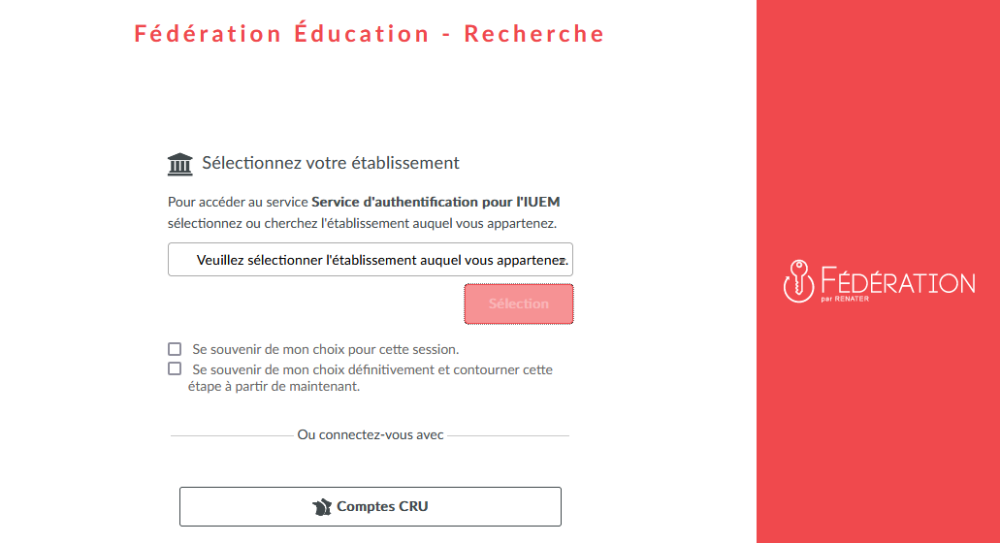 Fédération Éducation - Recherche
Sélectionnez votre établissement
Pour accéder au service Service d'authentification pour l'IUEM
sélectionnez ou cherchez l'établissement auquel vous appartenez.
Veuillez sélectionner l'établissement auquel vous appartenez.
Sélection
Se souvenir de mon choix pour cette session.
Se souvenir de mon choix définitivement et contourner cette
étape à partir de maintenant.
Ou connectez-vous avec
Comptes CRU
FÉDÉRATION
par RENATER